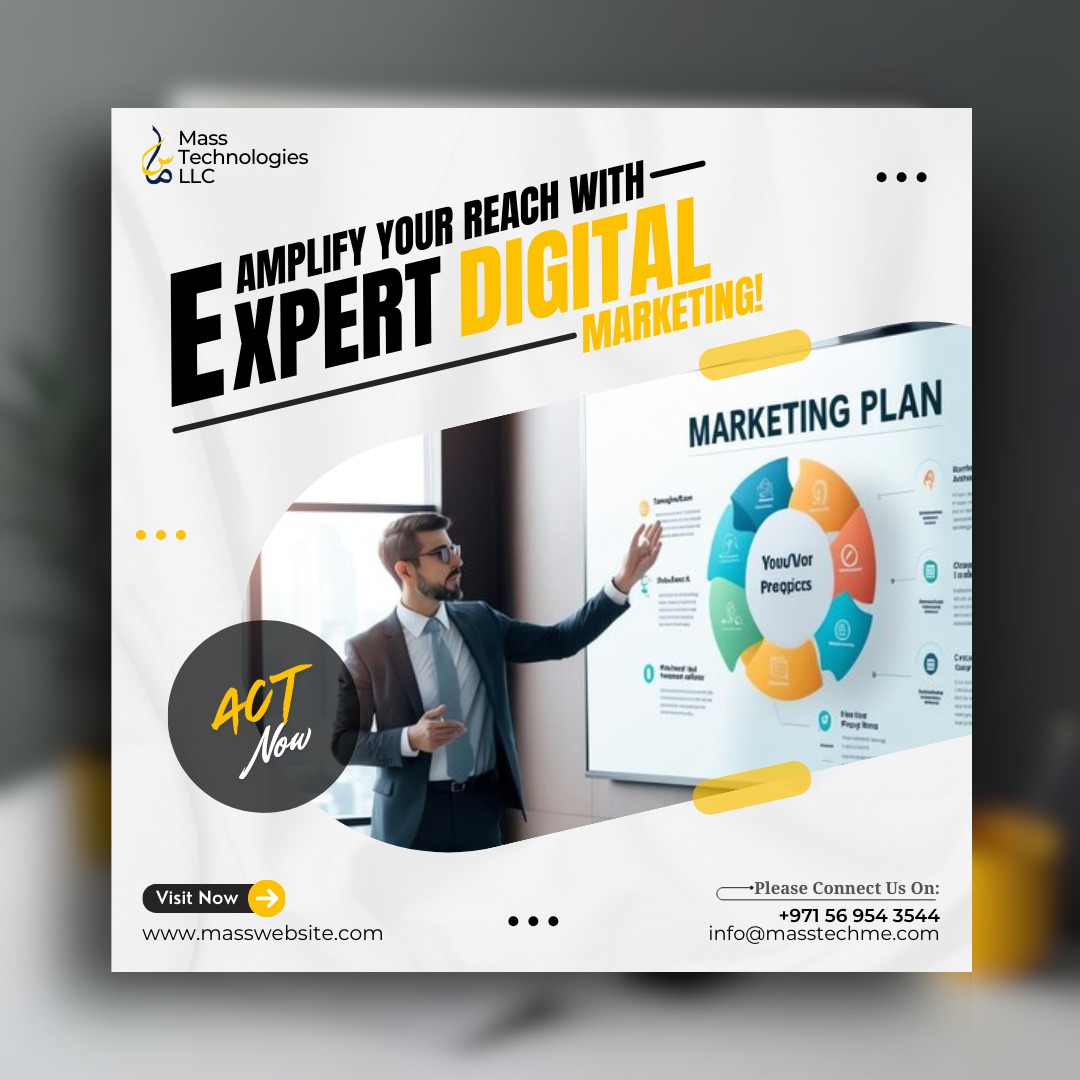 Mass
Technologies
LLC
AMPLIFY YOUR REACH WITH
EXPERT DIGITAL
MARKETING!
MARKETING PLAN
ACT
Now
Visit Now
www.masswebsite.com
Please Connect Us On:
+971 56 954 3544
info@masstechme.com